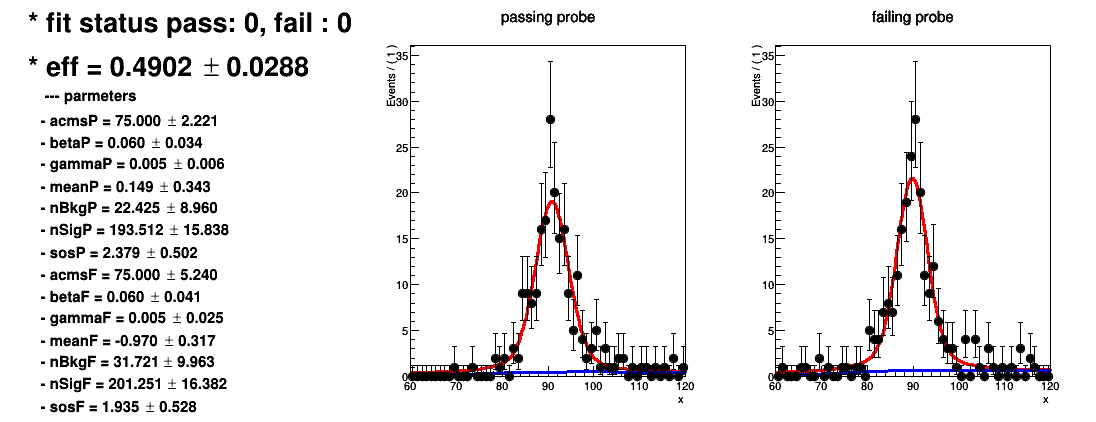 * fit status pass: 0, fail : 0
* eff = 0.4902 ± 0.0288
--- parmeters
- acmsP = 75.000 ± 2.221
- betaP = 0.060 ± 0.034
- gammaP = 0.005 ± 0.006
- meanP = 0.149 ± 0.343
- nBkgP = 22.425 ± 8.960
- nSigP = 193.512 ± 15.838
- sosP = 2.379 ± 0.502
- acmsF = 75.000 ± 5.240
- betaF = 0.060 ± 0.041
- gammaF = 0.005 ± 0.025
- meanF = -0.970 ± 0.317
- nBkgF = 31.721 ± 9.963
- nSigF = 201.251 ± 16.382
- sosF = 1.935 ± 0.528
passing probe
Events / ( 1 )
35
30
25
20
15
10
5
0
60 70 80 90 100 110 120
x
failing probe
Events / ( 1 )
35
30
25
20
15
10
5
0
60 70 80 90 100 110 120
x